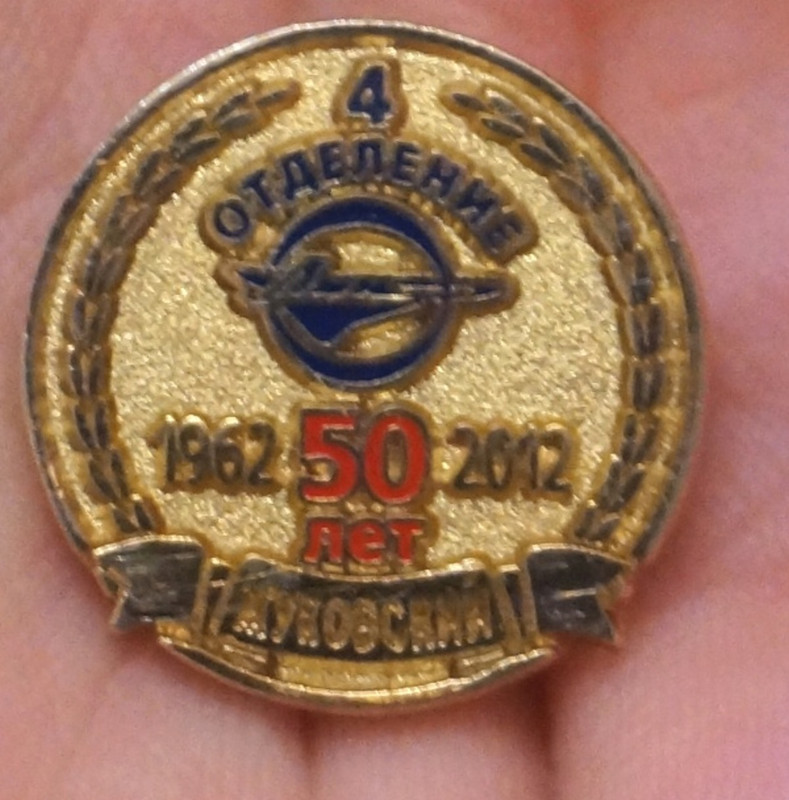 4
ОТДЕЛЕНИЕ
1962 50 2012
лет
ЖУКОВСКИЙ